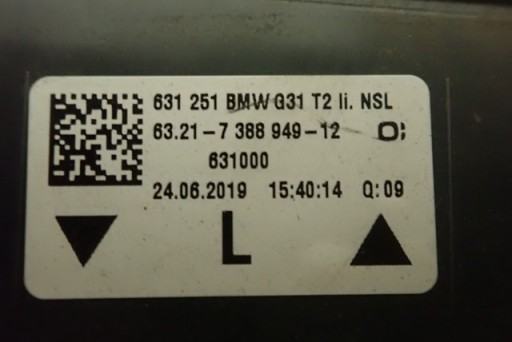 631 251 BMW G31 T2 li. NSL
63.21-7 388 949-12
631000
24.06.2019 15:40:14 Q:09
L